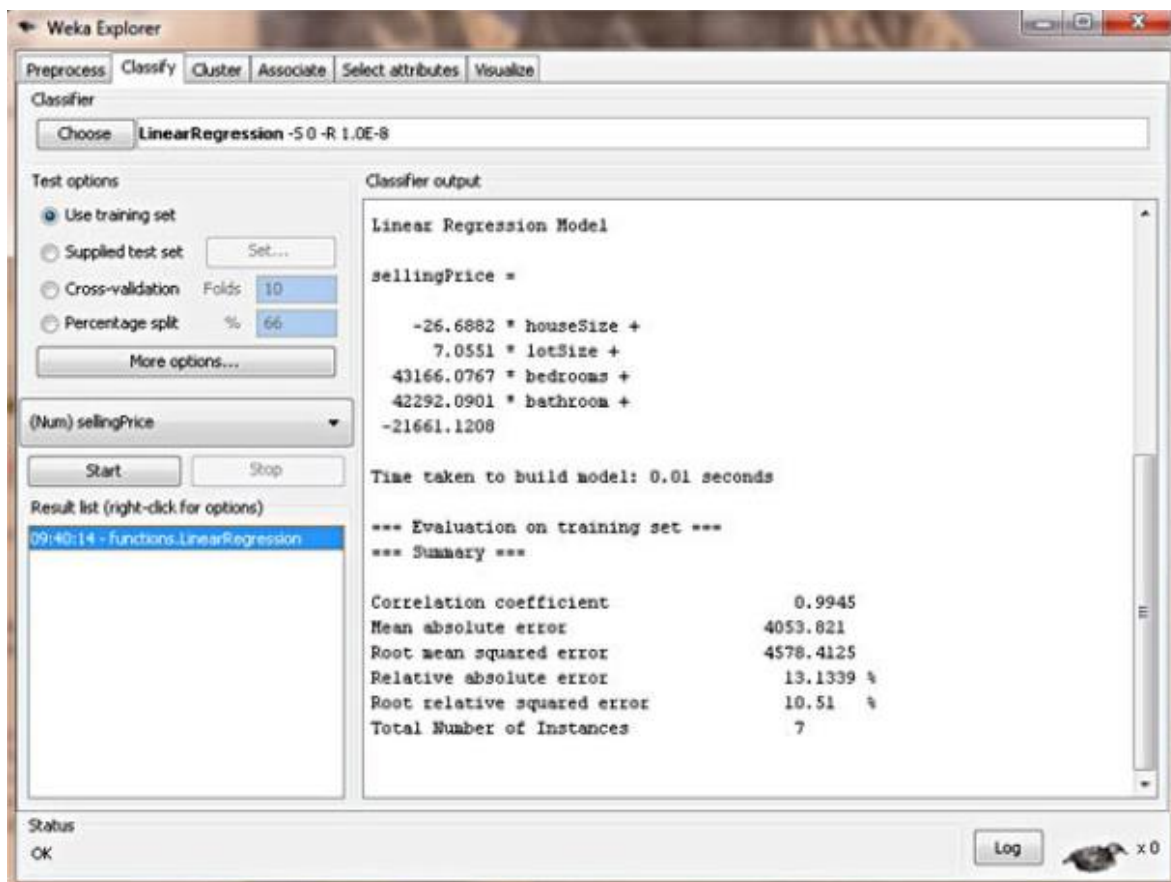 Weka Explorer
Preprocess Classify Cluster Associate Select attributes Visualize
Classifier
Choose LinearRegression -S 0 -R 1.0E-8
Test options
Use training set
Supplied test set Set...
Cross-validation Folds 10
Percentage split % 66
More options...
(Num) sellingPrice
Start Stop
Result list (right-click for options)
09:40:14 - functions.LinearRegression
Classifier output
Linear Regression Model
sellingPrice =
-26.6882 * houseSize +
7.0551 * lotSize +
43166.0767 * bedrooms +
42292.0901 * bathroom +
-21661.1208
Time taken to build model: 0.01 seconds
=== Evaluation on training set ===
=== Summary ===
Correlation coefficient 0.9945
Mean absolute error 4053.821
Root mean squared error 4578.4125
Relative absolute error 13.1339 %
Root relative squared error 10.51 %
Total Number of Instances 7
Status
OK
Log x 0